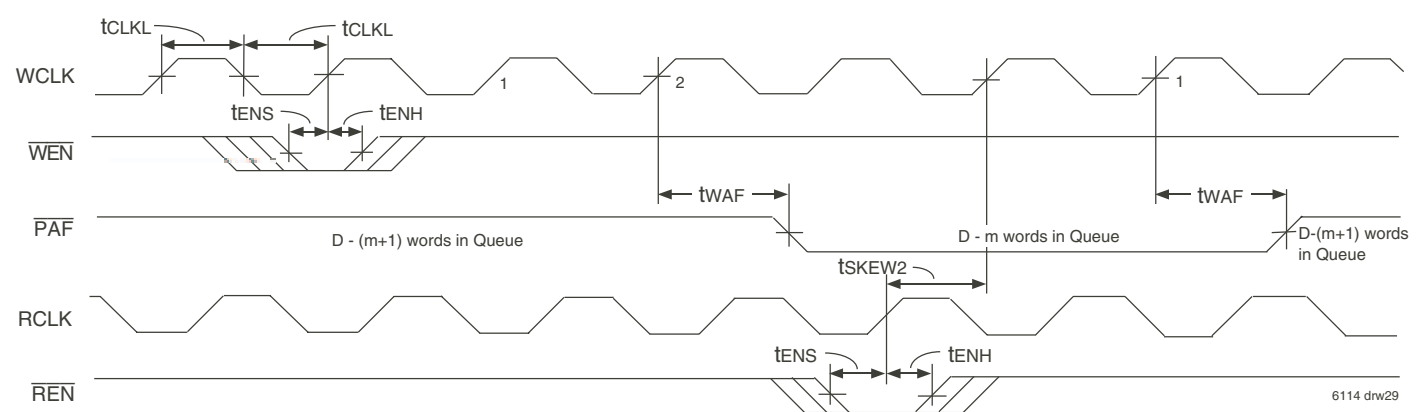 tCLKL
tCLKL
WCLK
1
2
1
tENS
tENH
WEN
tWAF
tWAF
PAF
D - (m+1) words in Queue
D - m words in Queue
D-(m+1) words
in Queue
tSKEW2
RCLK
tENS
tENH
REN
6114 drw29